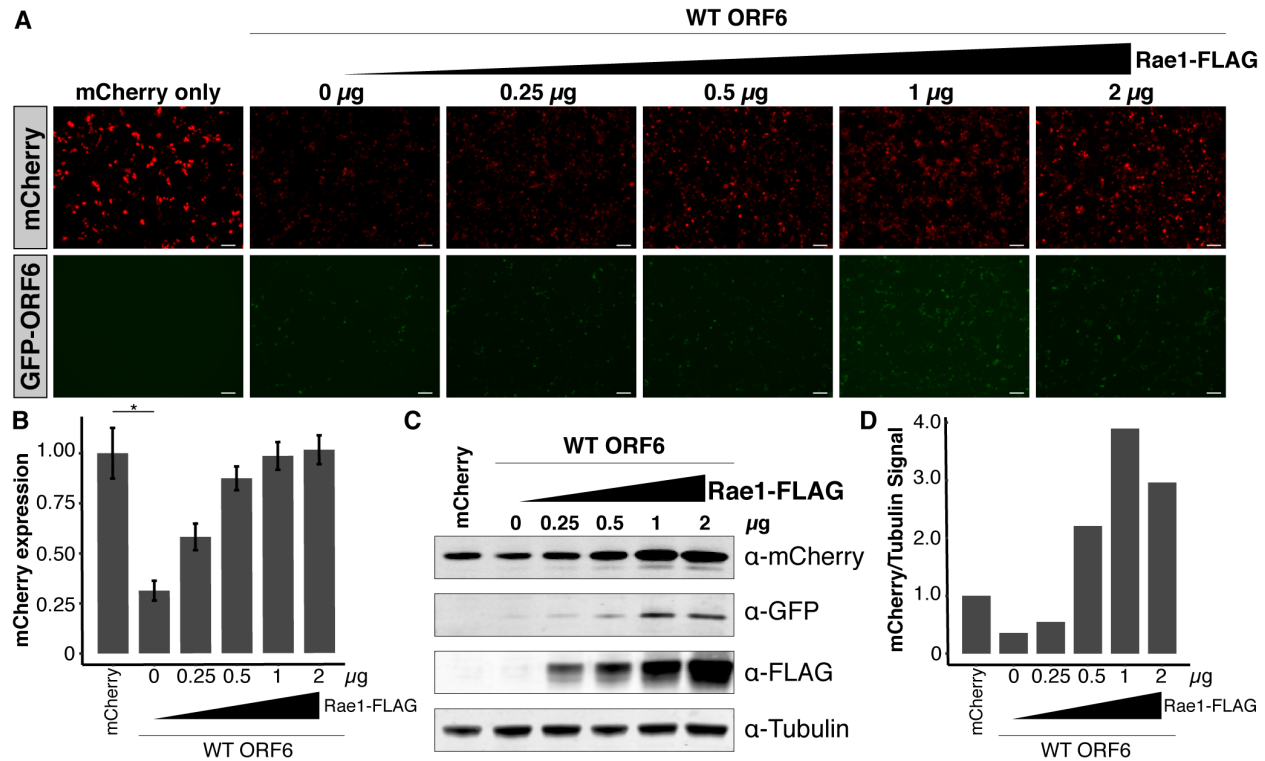 A
WT ORF6
Rae1-FLAG
mCherry only
0 µg
0.25 µg
0.5 µg
1 µg
2 µg
mCherry
GFP-ORF6
B
mCherry expression
1.00
0.75
0.50
0.25
0
*
mCherry
0
0.25
0.5
1
2
µg
Rae1-FLAG
WT ORF6
C
mCherry
WT ORF6
Rae1-FLAG
0
0.25
0.5
1
2
µg
α-mCherry
α-GFP
α-FLAG
α-Tubulin
D
mCherry/Tubulin Signal
4.0
3.0
2.0
1.0
0
mCherry
0
0.25
0.5
1
2
µg
Rae1-FLAG
WT ORF6